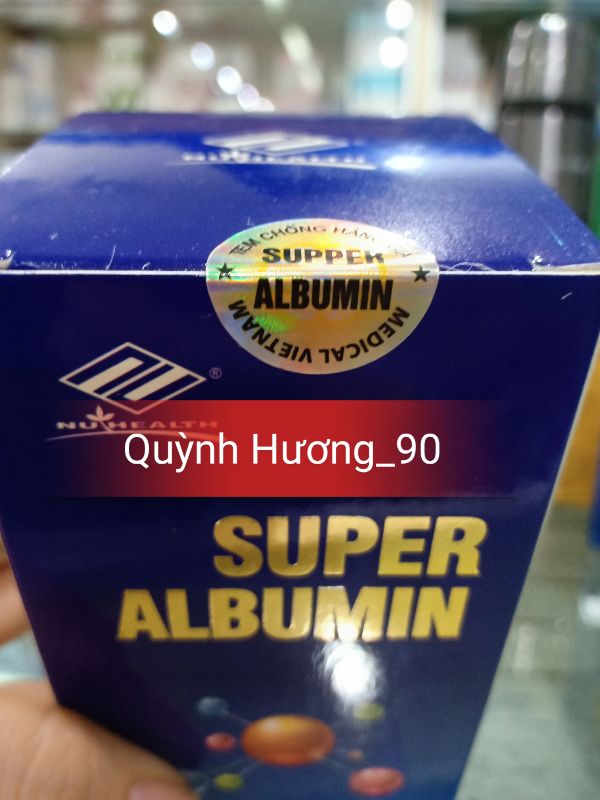 NUHEALTH
TEM CHỐNG HÀNG GIẢ
SUPPER
ALBUMIN
MEDICAL VIETNAM
NUHEALTH
Quỳnh Hương_90
SUPER
ALBUMIN